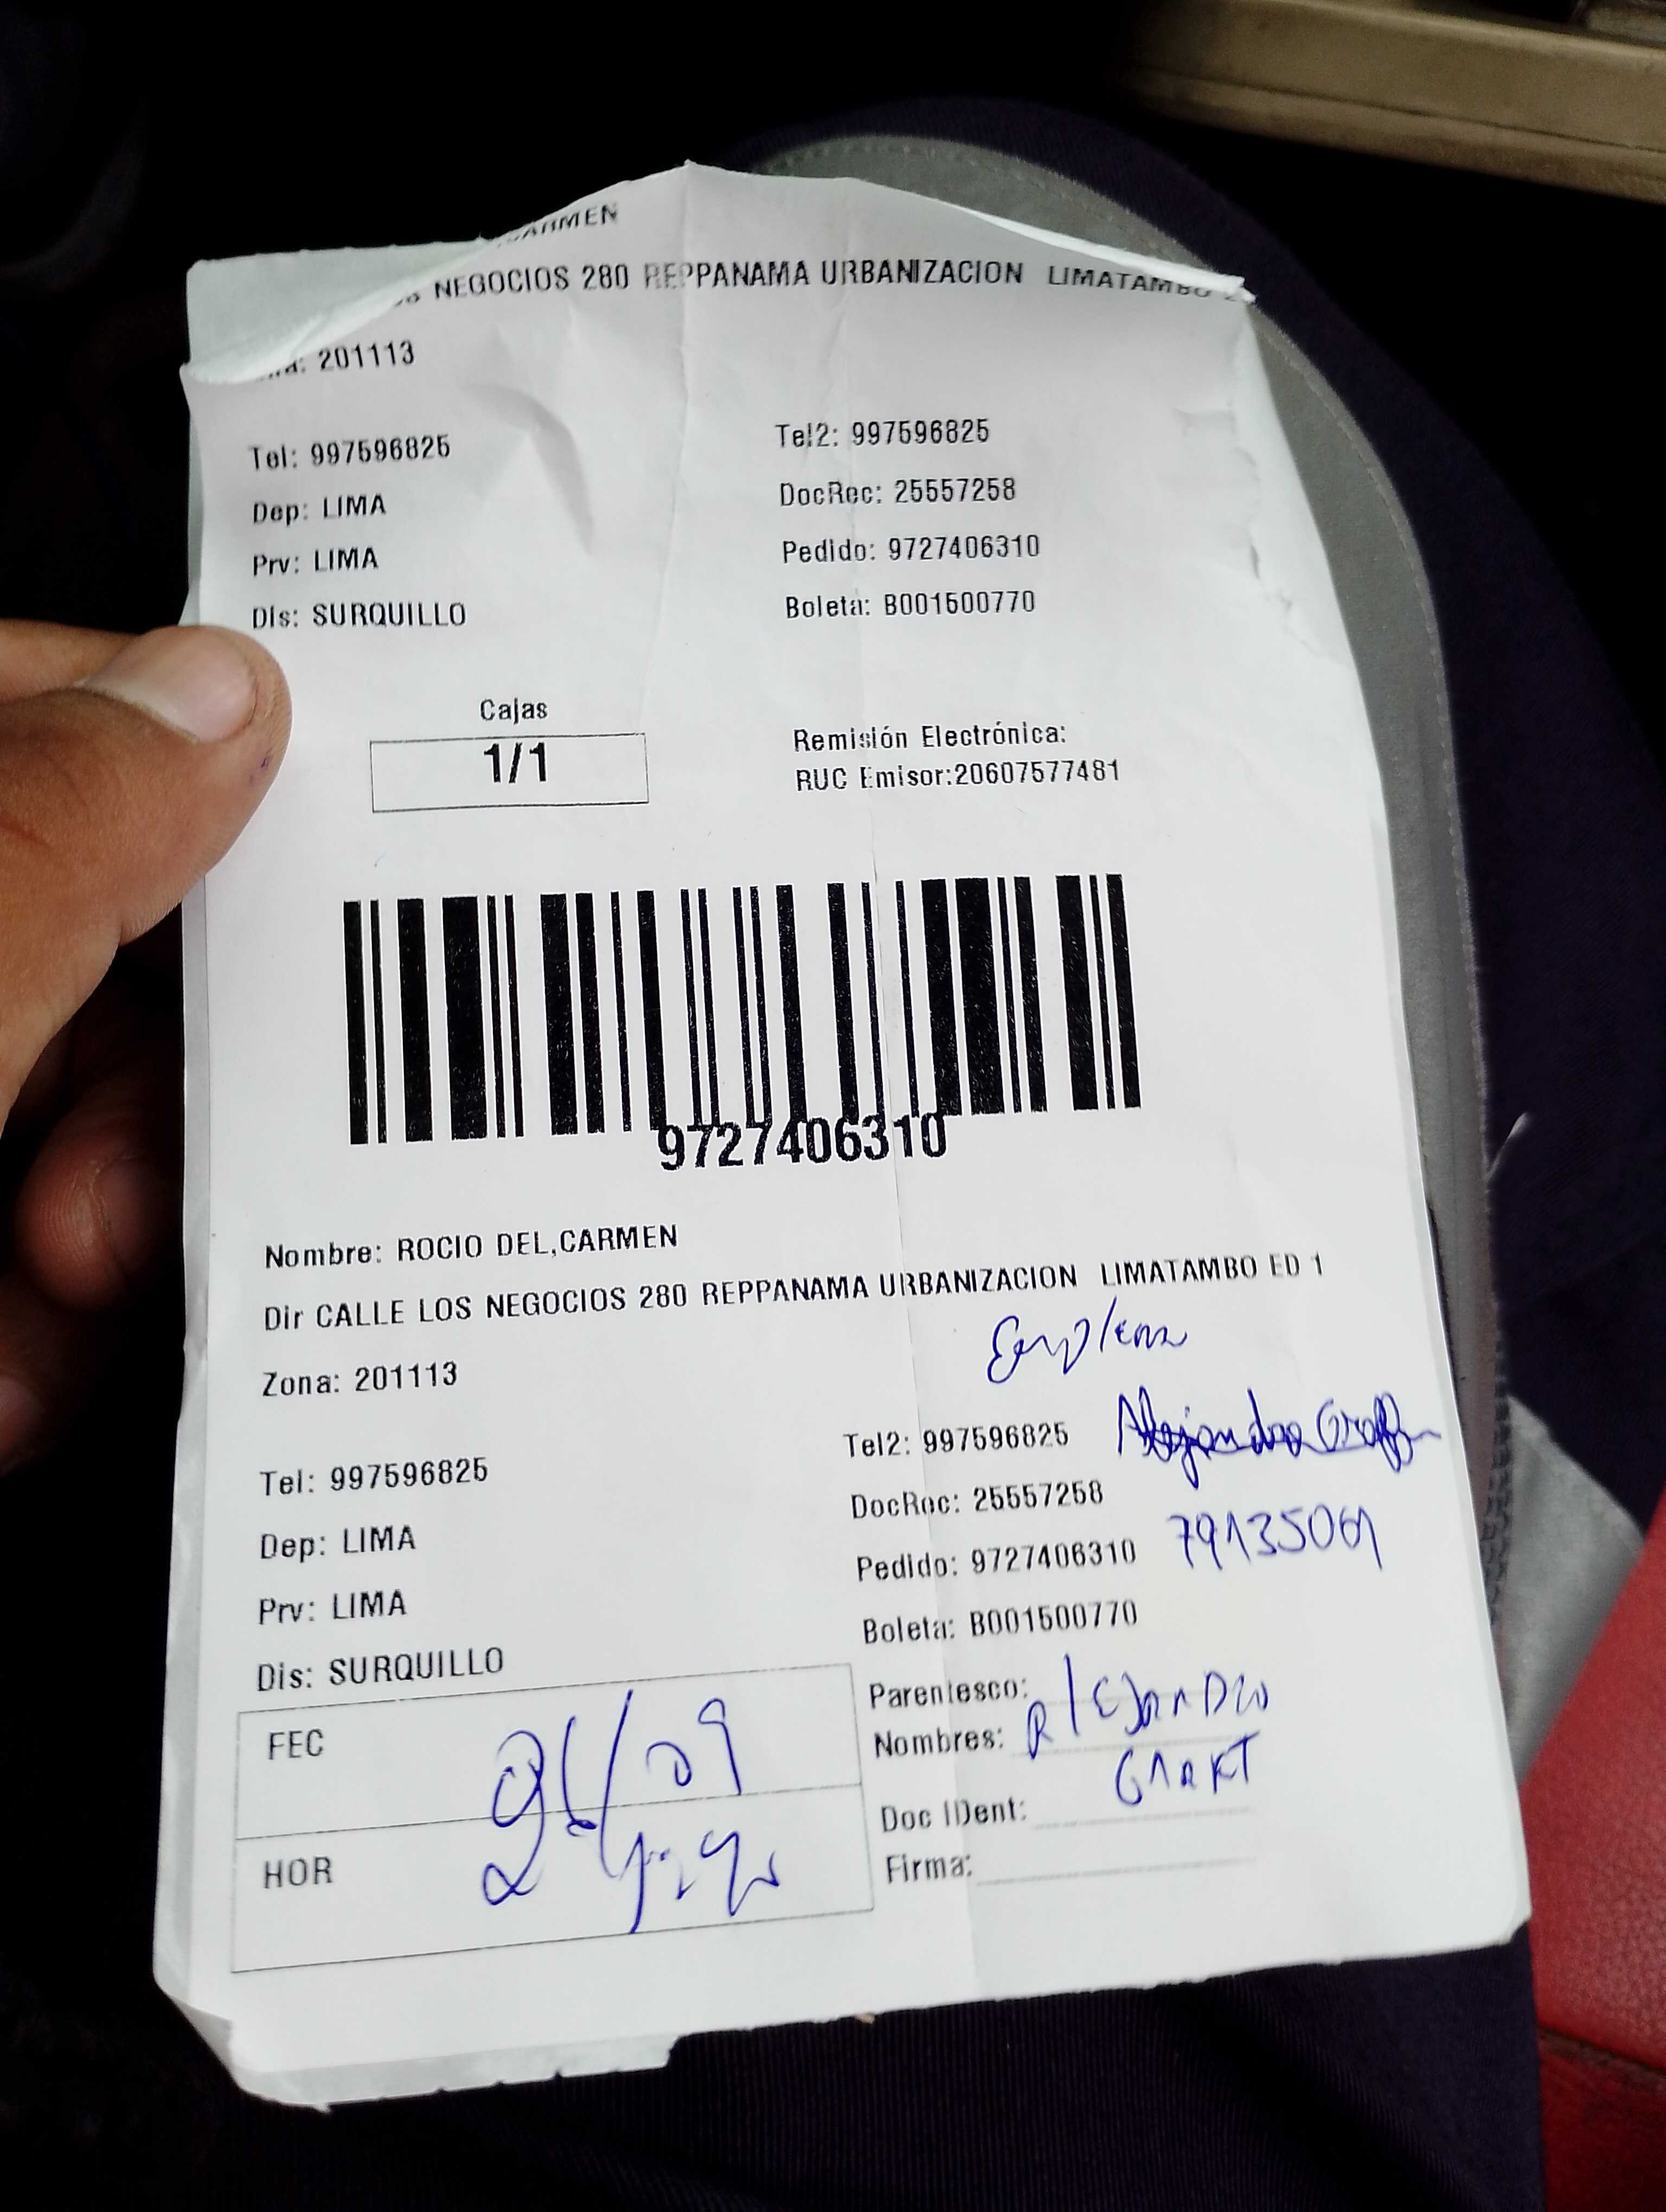 CARMEN
NEGOCIOS 280 REPPANAMA URBANIZACION LIMATAMBO
201113
Tel: 997596825 Tel2: 997596825
Dep: LIMA DocRec: 25557258
Prv: LIMA Pedido: 9727406310
Dis: SURQUILLO Boleta: B001500770
Cajas
1/1
Remisión Electrónica:
RUC Emisor:20607577481
9727406310
Nombre: ROCIO DEL,CARMEN
Dir CALLE LOS NEGOCIOS 280 REPPANAMA URBANIZACION LIMATAMBO ED 1
Zona: 201113
Tel: 997596825 Tel2: 997596825 Alejandro
Dep: LIMA DocRec: 25557258
Prv: LIMA Pedido: 9727406310 79135061
Dis: SURQUILLO Boleta: B001500770
FEC
HOR
Parentesco:
Nombres:
Doc IDent:
Firma: